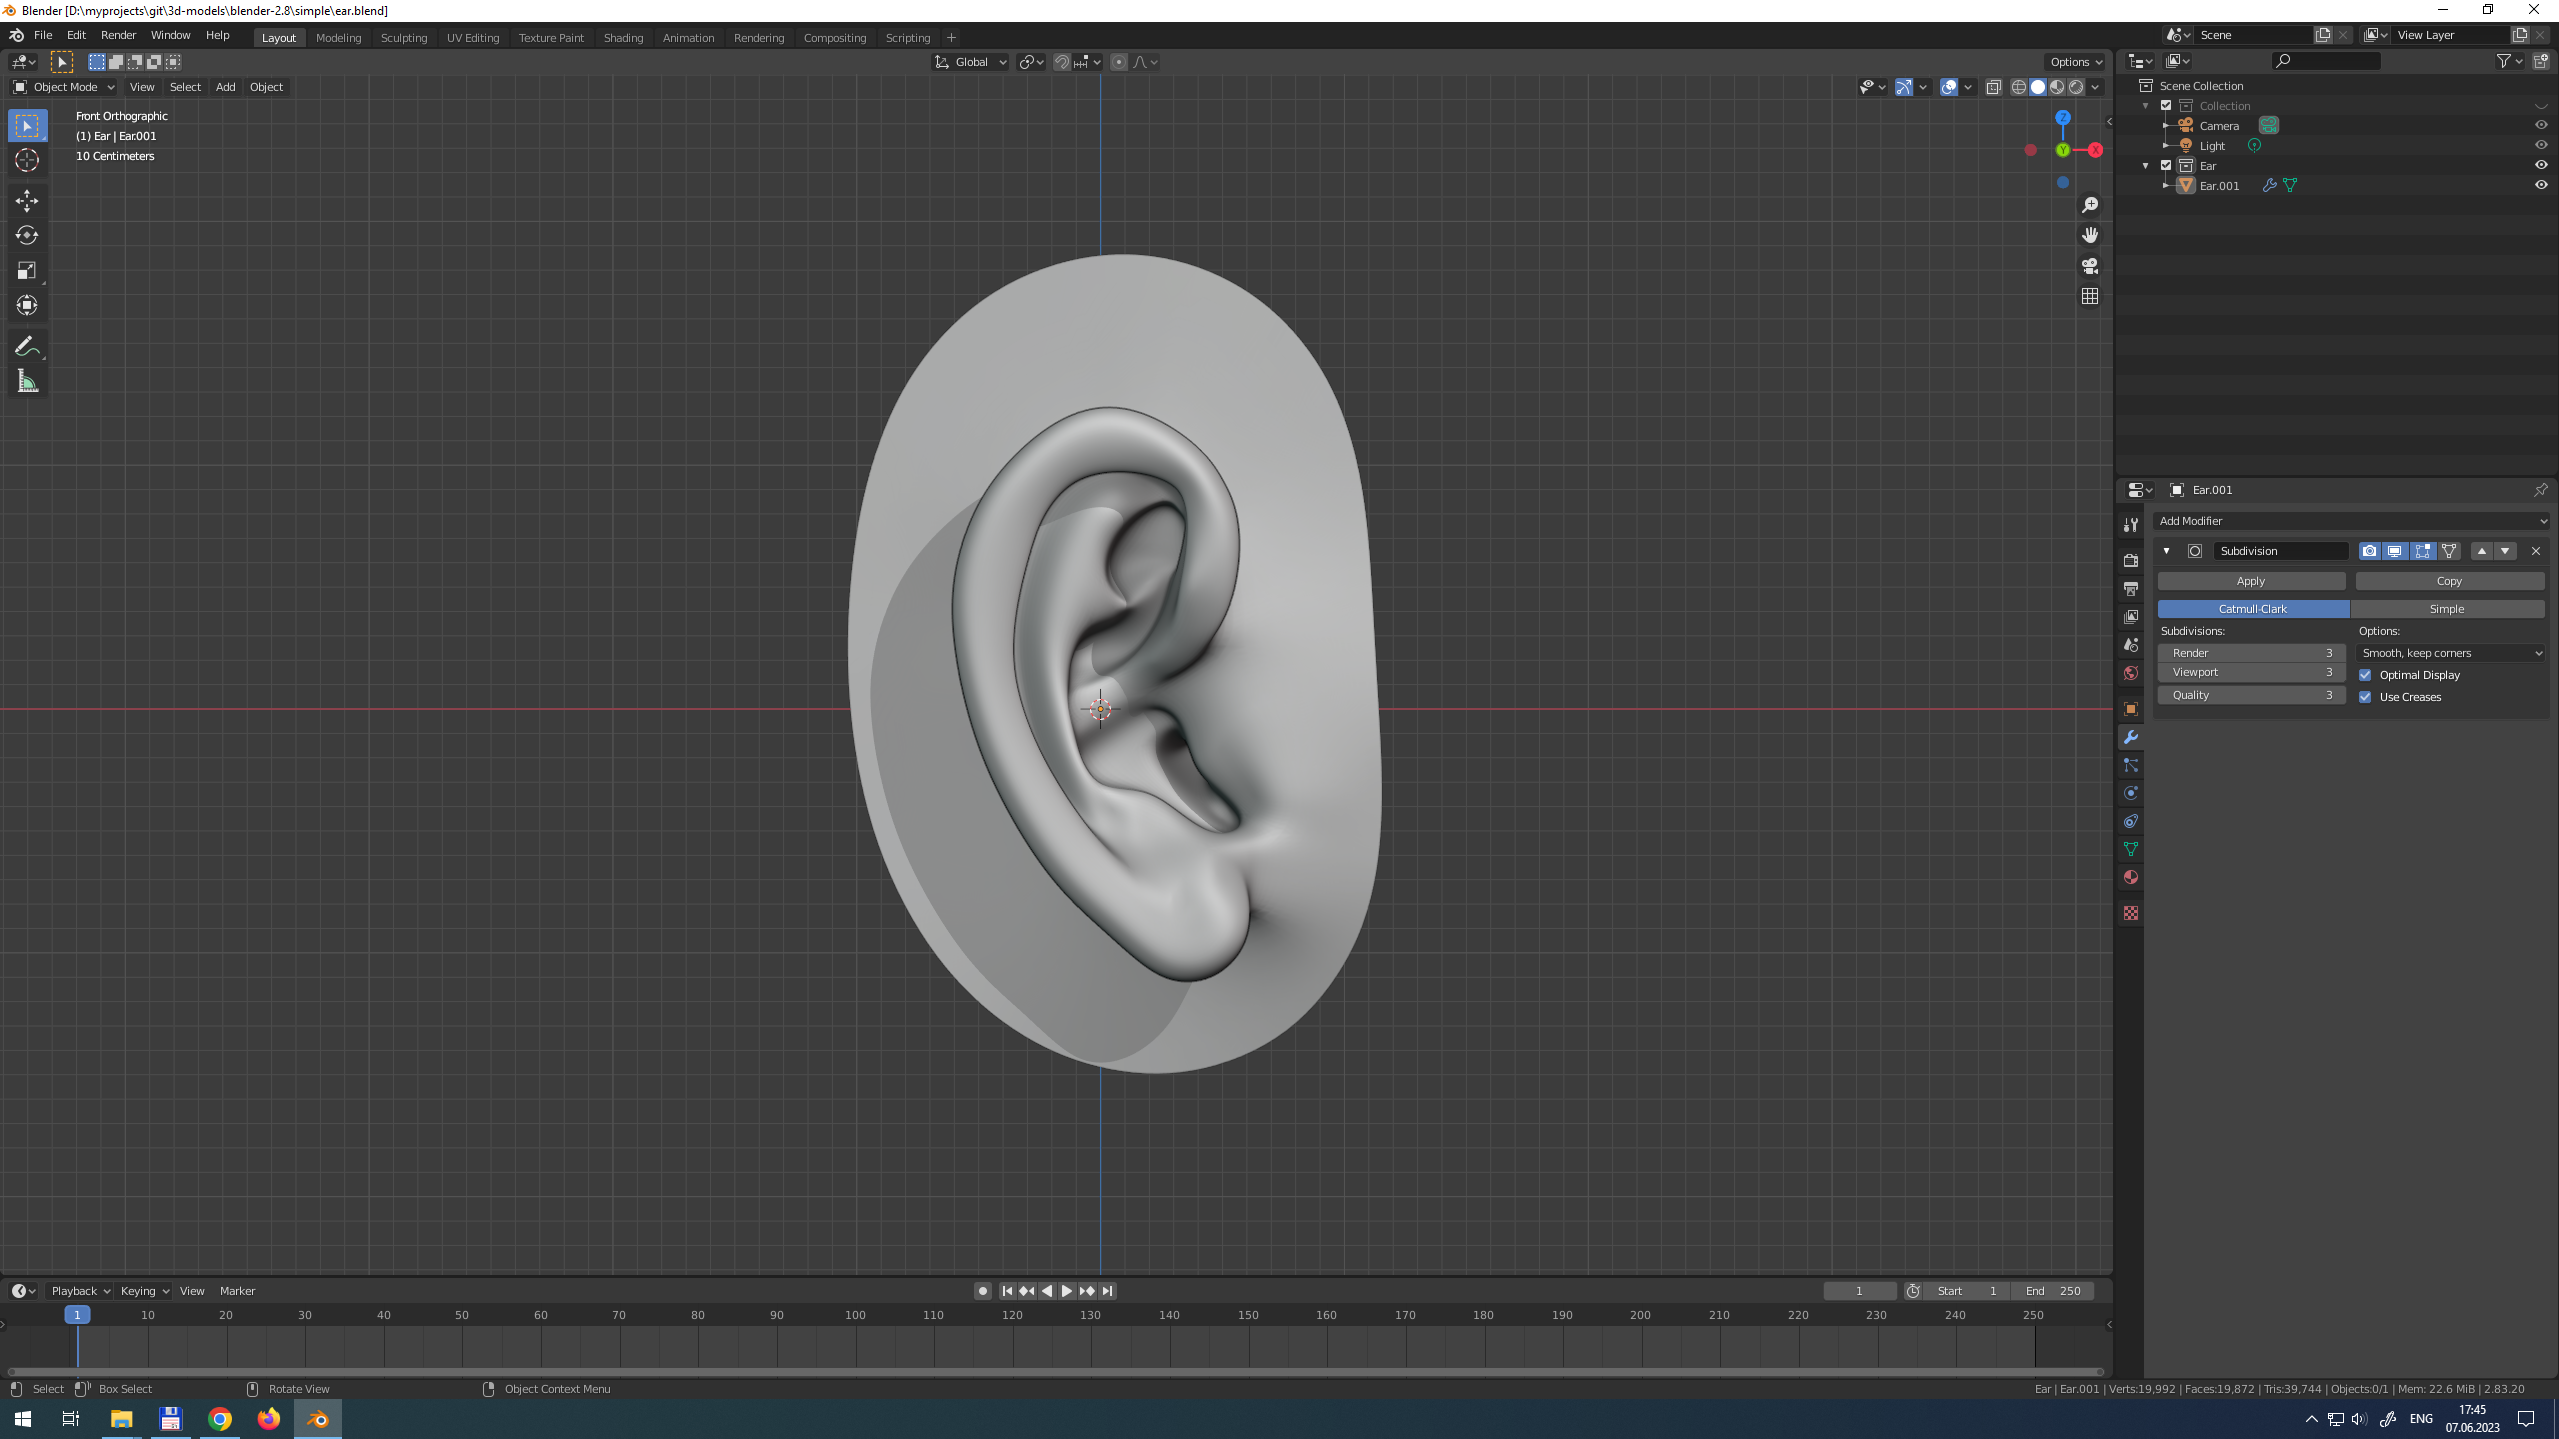 Blender [D:\myprojects\git\3d-models\blender-2.8\simple\ear.blend]
File Edit Render Window Help Layout Modeling Sculpting UV Editing Texture Paint Shading Animation Rendering Compositing Scripting + Scene View Layer
Global Options
Object Mode View Select Add Object
Front Orthographic
(1) Ear | Ear.001
10 Centimeters
Z
Y
X
Scene Collection
Collection
Camera
Light
Ear
Ear.001
Ear.001
Add Modifier
Subdivision
Apply Copy
Catmull-Clark Simple
Subdivisions: Options:
Render 3 Smooth, keep corners
Viewport 3 Optimal Display
Quality 3 Use Creases
Playback Keying View Marker 1 Start 1 End 250
1 10 20 30 40 50 60 70 80 90 100 110 120 130 140 150 160 170 180 190 200 210 220 230 240 250
Select Box Select Rotate View Object Context Menu Ear | Ear.001 | Verts:19,992 | Faces:19,872 | Tris:39,744 | Objects:0/1 | Mem: 22.6 MiB | 2.83.20
ENG 17:45
07.06.2023